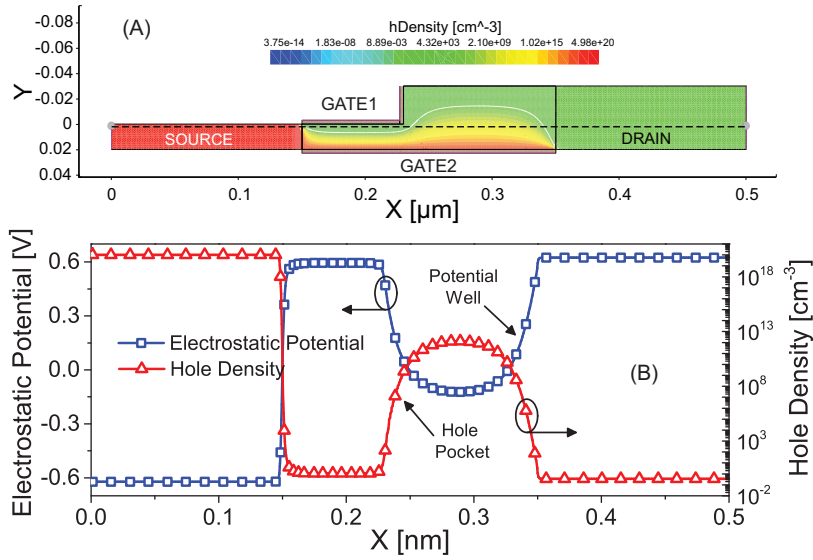 (A)
hDensity [cm^-3]
3.75e-14 1.83e-08 8.89e-03 4.32e+03 2.10e+09 1.02e+15 4.98e+20
Y
-0.08
-0.06
-0.04
-0.02
0
0.02
0.04
GATE1
SOURCE
DRAIN
GATE2
0 0.1 0.2 0.3 0.4 0.5
X [µm]
Electrostatic Potential [V]
0.6
0.3
0.0
-0.3
-0.6
Potential
Well
Electrostatic Potential
Hole Density
(B)
Hole
Pocket
10^18
10^13
10^8
10^3
10^-2
Hole Density [cm^-3]
0.0 0.1 0.2 0.3 0.4 0.5
X [nm]